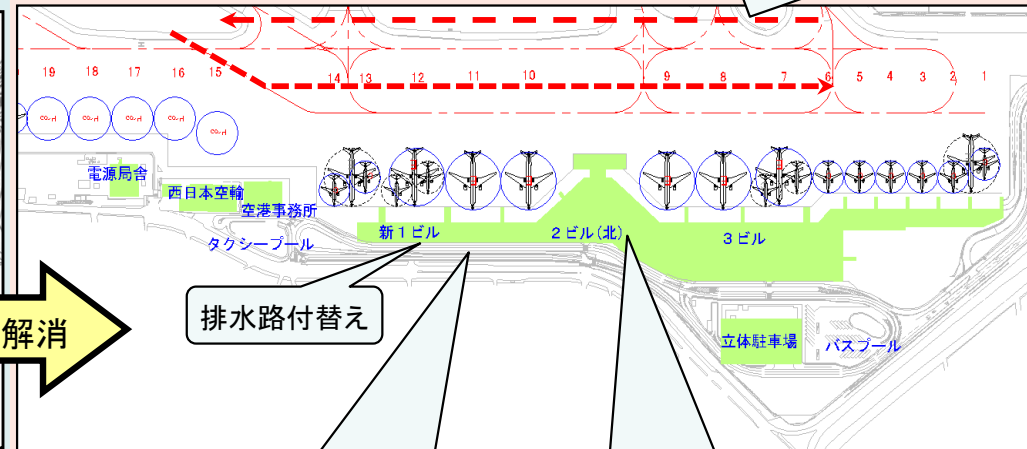 19 18 17 16 15 14 13 12 11 10 9 8 7 6 5 4 3 2 1
電源局舎
西日本空輸
空港事務所
タクシープール
新1ビル
2ビル(北)
3ビル
排水路付替え
解消
立体駐車場
バスプール